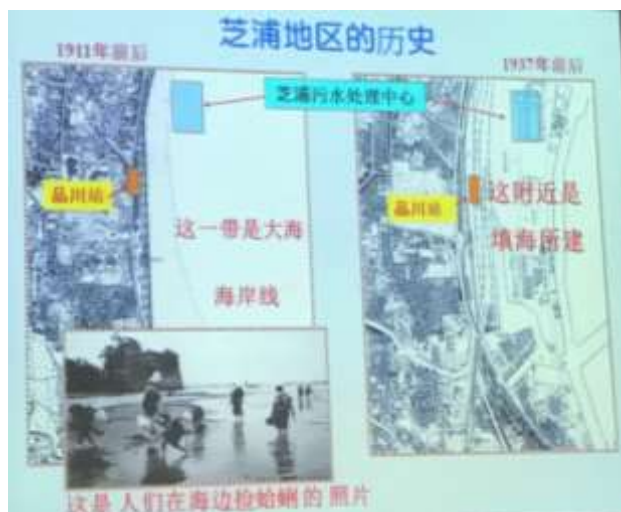 芝浦地区的历史
1911年前后
1937年前后
芝浦污水处理中心
品川站
品川站
这一带是大海
海岸线
这附近是
填海所建
这是 人们在海边捡蛤蜊的 照片